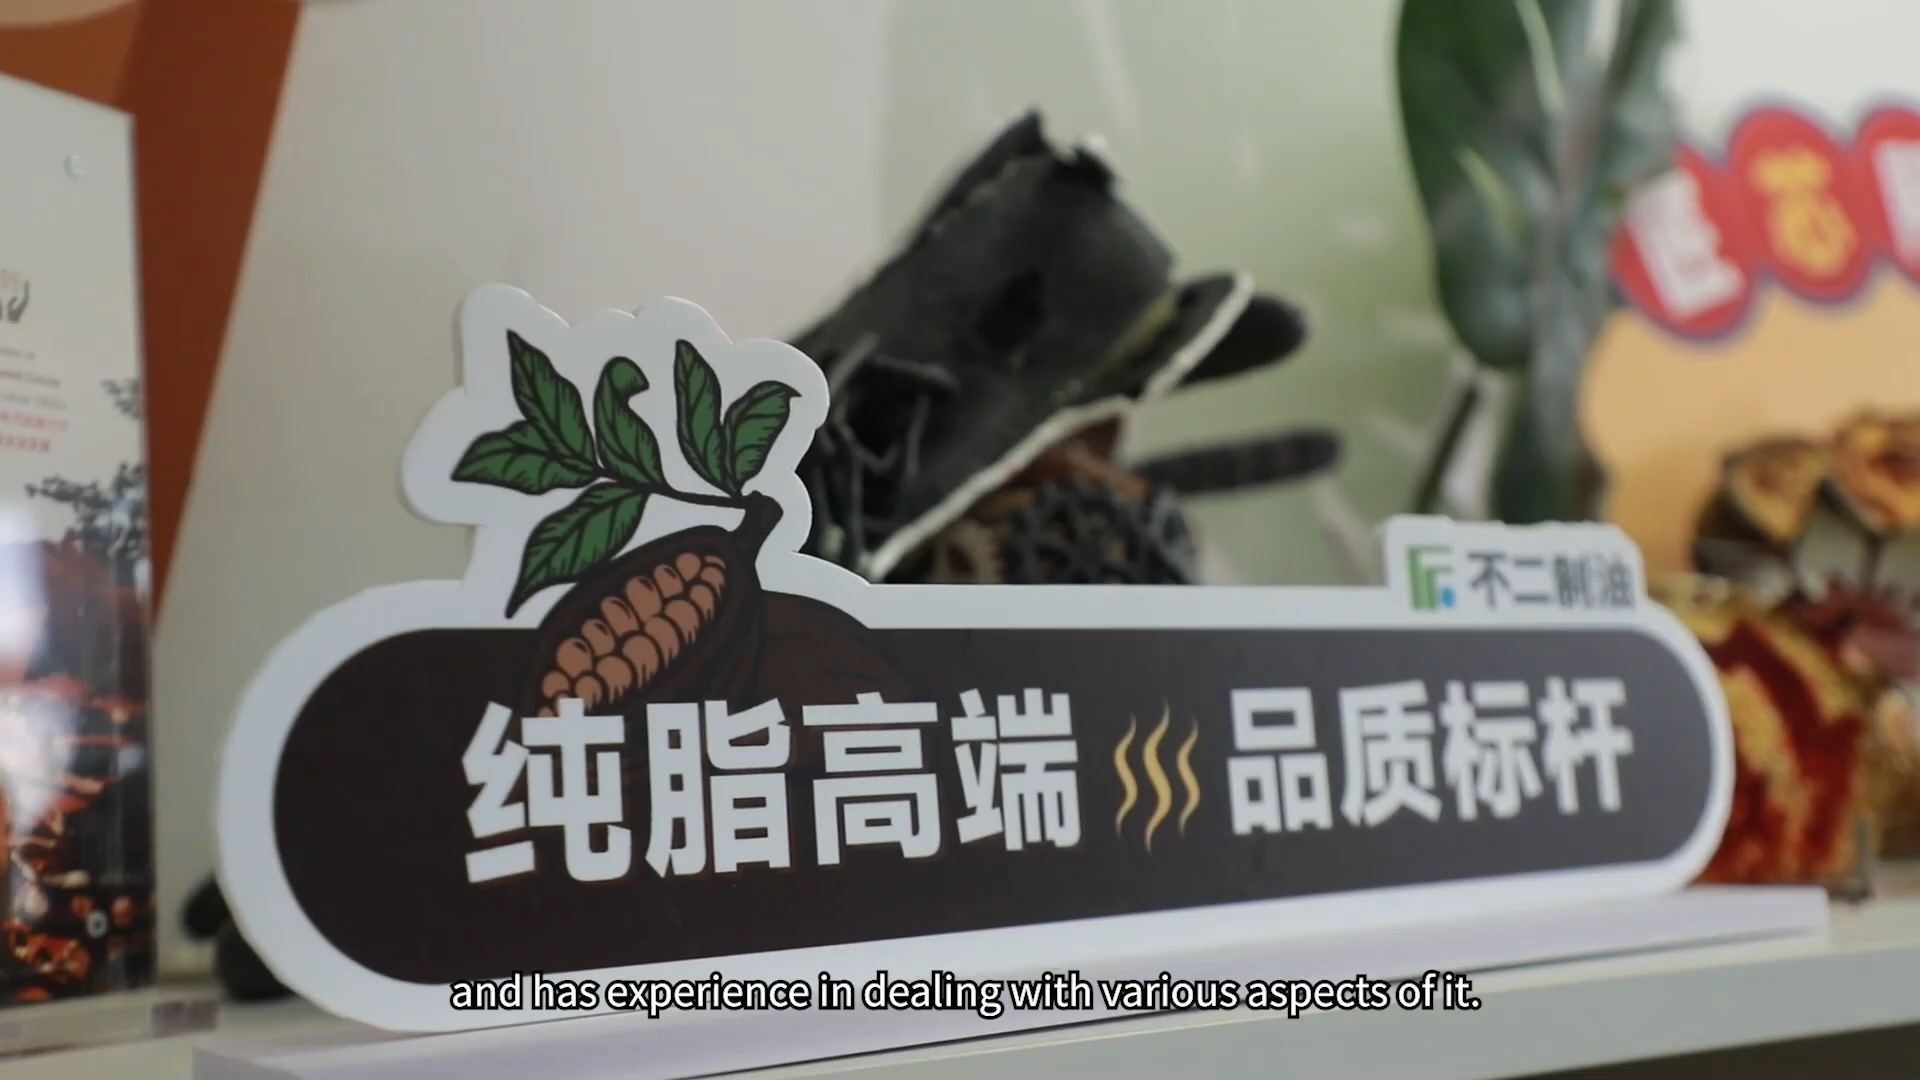 不二制油
纯脂高端 品质标杆
and has experience in dealing with various aspects of it.